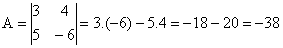 A = |3 4; 5 −6| = 3.(−6) − 5.4 = −18 − 20 = −38